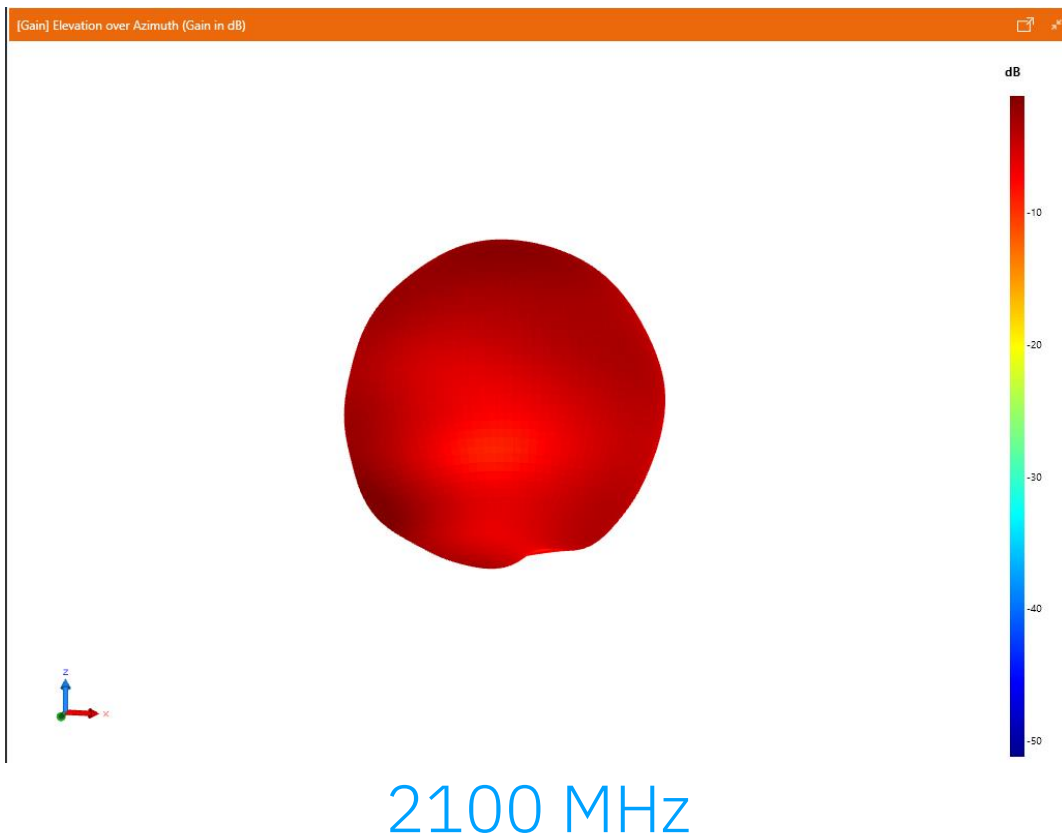 [Gain] Elevation over Azimuth (Gain in dB)
dB
-10
-20
-30
-40
-50
z
x
2100 MHz